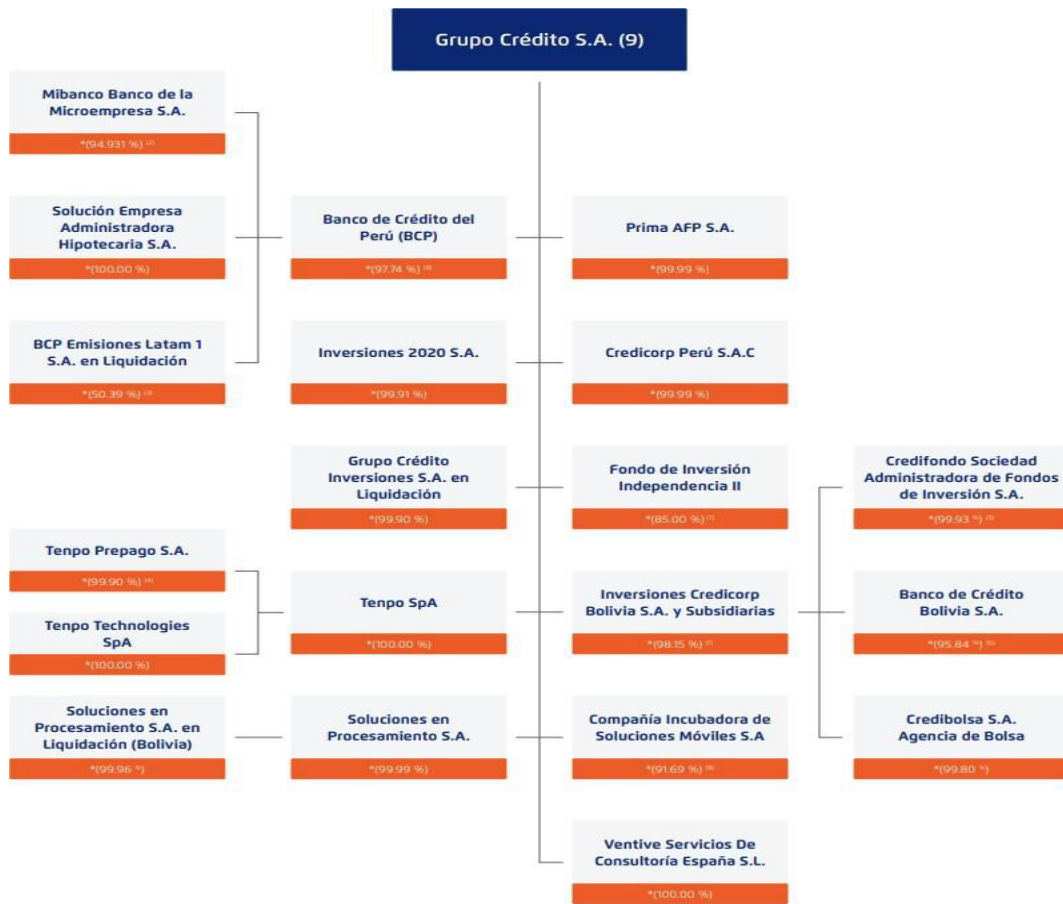 Grupo Crédito S.A. (9)
Mibanco Banco de la
Microempresa S.A.
*(94.931 %)
Solución Empresa
Administradora
Hipotecaria S.A.
*(100.00 %)
Banco de Crédito del
Perú (BCP)
*(97.74 %)
Prima AFP S.A.
*(99.99 %)
BCP Emisiones Latam 1
S.A. en Liquidación
*(50.39 %)
Inversiones 2020 S.A.
*(99.91 %)
Credicorp Perú S.A.C
*(99.99 %)
Grupo Crédito
Inversiones S.A. en
Liquidación
*(99.90 %)
Fondo de Inversión
Independencia II
*(85.00 %)
Credifondo Sociedad
Administradora de Fondos
de Inversión S.A.
*(99.93 %)
Tenpo Prepago S.A.
*(99.90 %)
Tenpo Technologies
SpA
*(100.00 %)
Tenpo SpA
*(100.00 %)
Inversiones Credicorp
Bolivia S.A. y Subsidiarias
*(98.15 %)
Banco de Crédito
Bolivia S.A.
*(95.84 %)
Soluciones en
Procesamiento S.A. en
Liquidación (Bolivia)
*(99.96 %)
Soluciones en
Procesamiento S.A.
*(99.99 %)
Compañía Incubadora de
Soluciones Móviles S.A
*(91.69 %)
Credibolsa S.A.
Agencia de Bolsa
*(99.80 %)
Ventive Servicios De
Consultoría España S.L.
*(100.00 %)